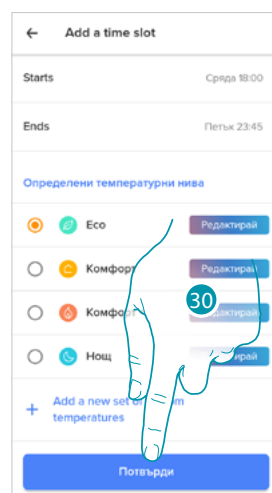 Add a time slot
Starts Сряда 18:00
Ends Петък 23:45
Определени температурни нива
Eco Редактирай
Комфорт Редактирай
Комфорт Редактирай
30
Нощ
Add a new set of
temperatures
Потвърди